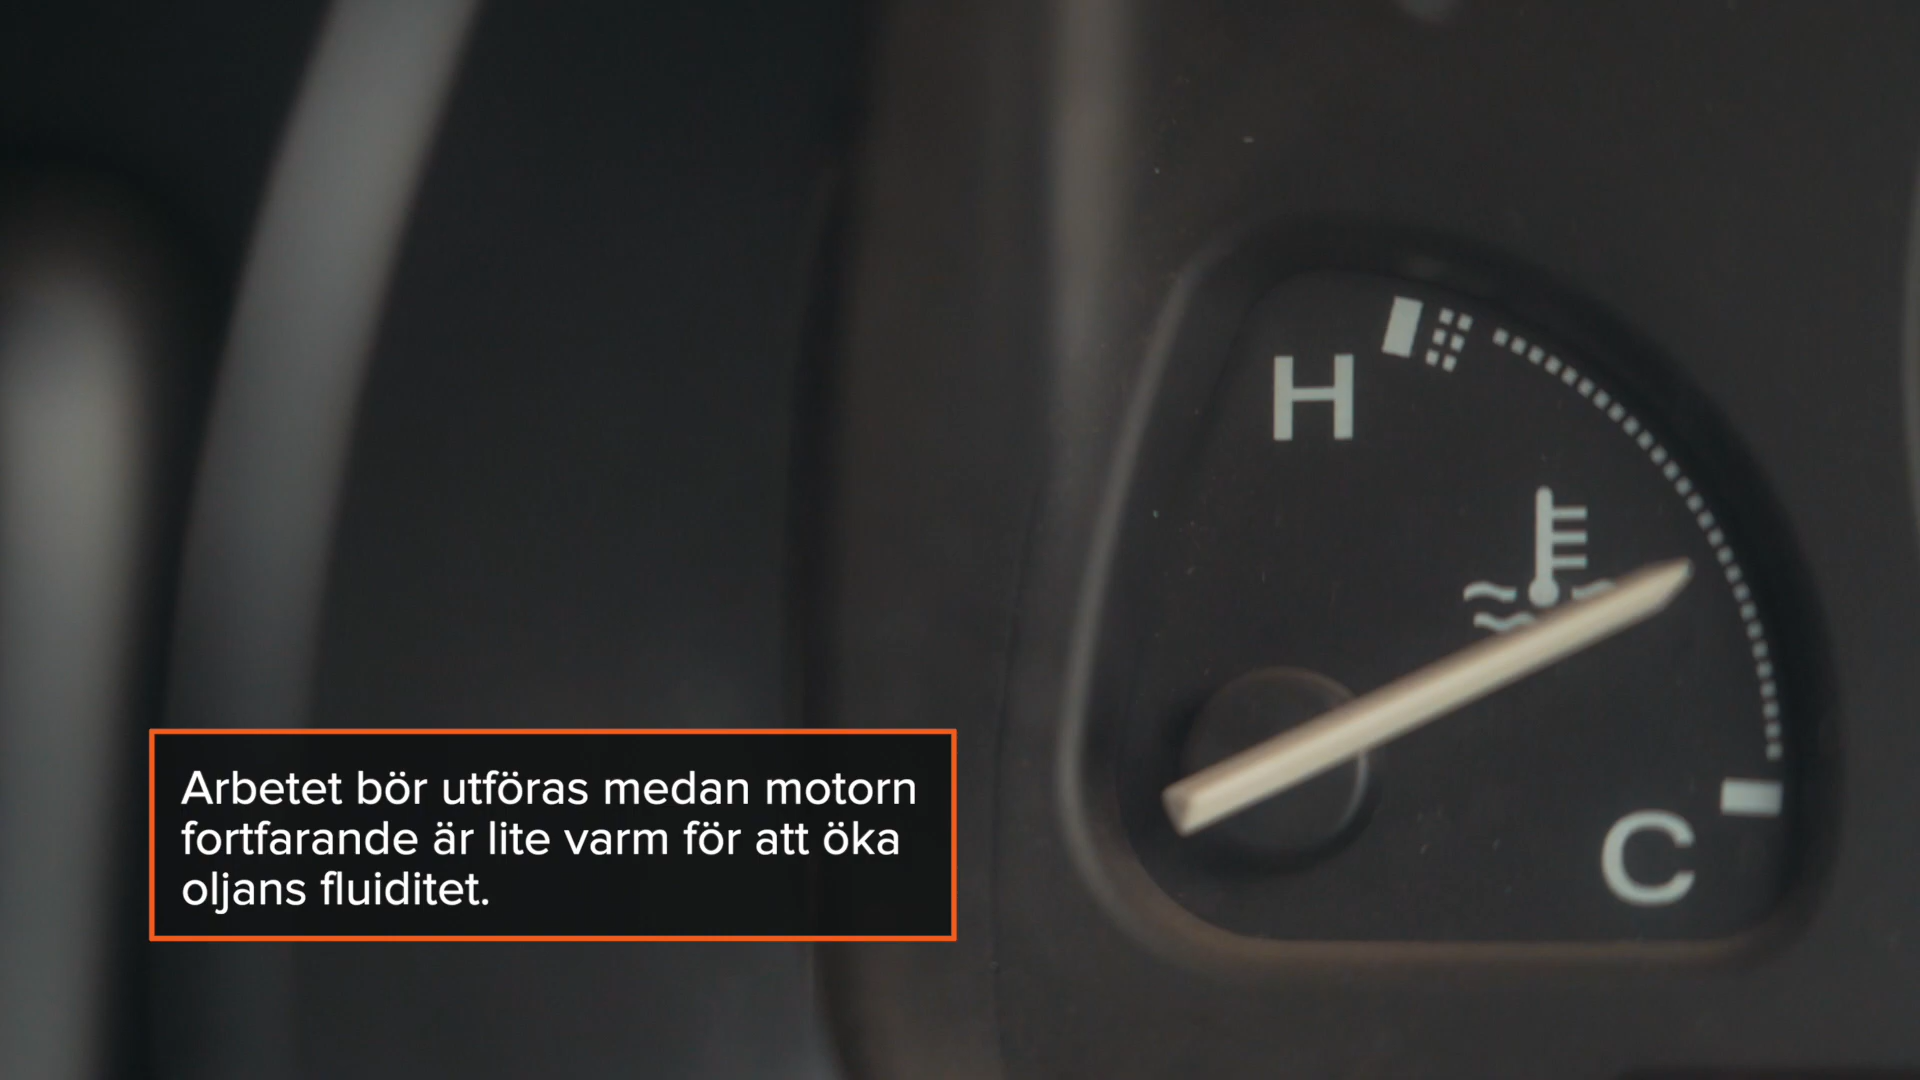 H
Arbetet bör utföras medan motorn
fortfarande är lite varm för att öka
oljans fluiditet.
C